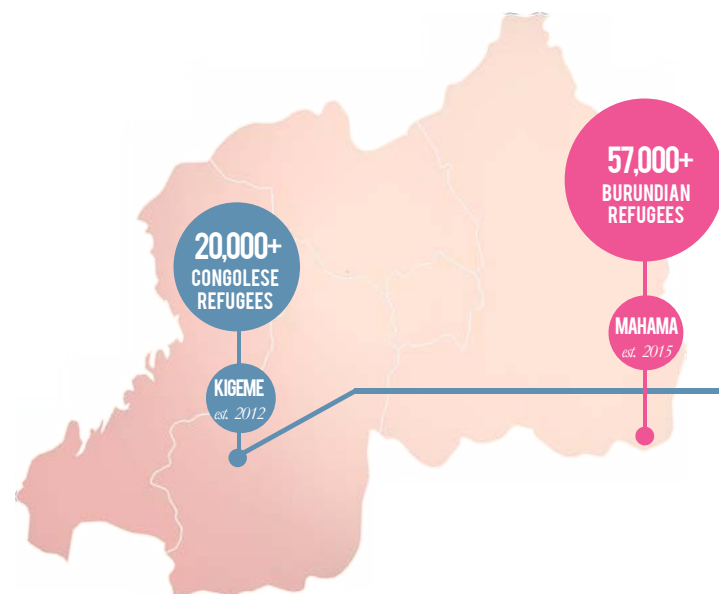 57,000+
BURUNDIAN
REFUGEES
20,000+
CONGOLESE
REFUGEES
MAHAMA
est. 2015
KIGEME
est. 2012